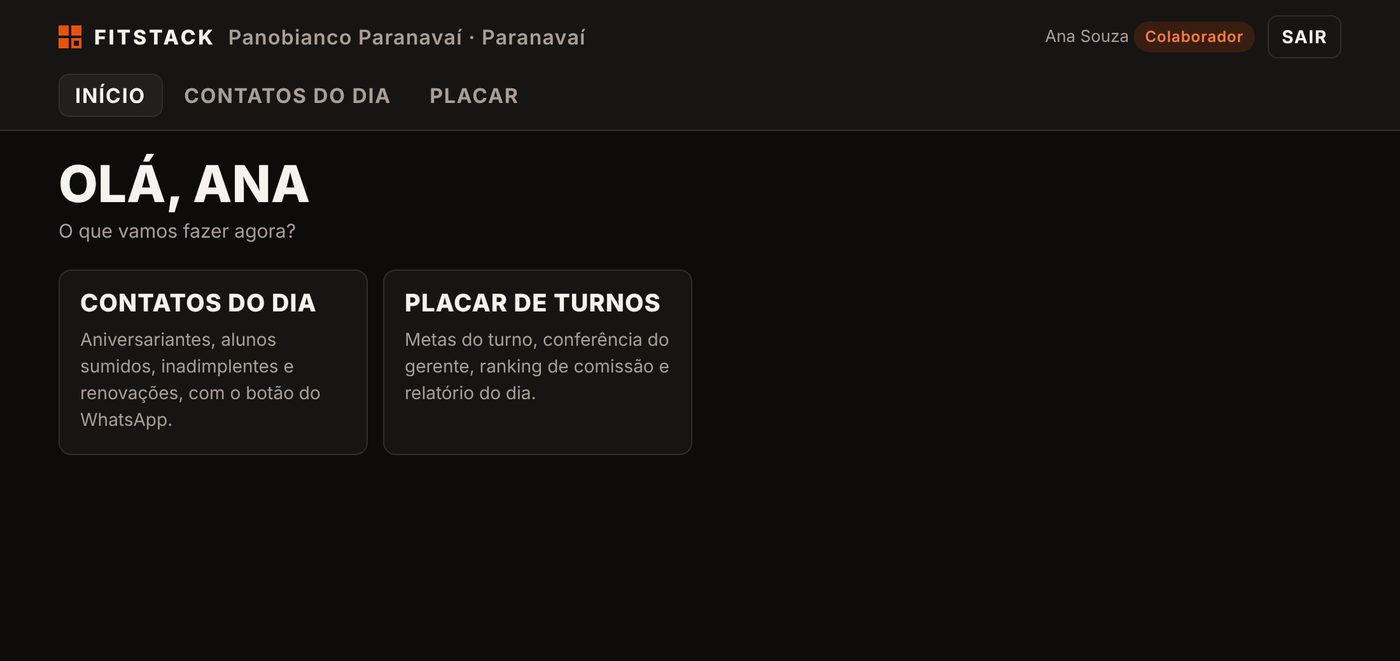 FITSTACK Panobianco Paranavaí · Paranavaí
Ana Souza Colaborador SAIR
INÍCIO CONTATOS DO DIA PLACAR
OLÁ, ANA
O que vamos fazer agora?
CONTATOS DO DIA
Aniversariantes, alunos
sumidos, inadimplentes e
renovações, com o botão do
WhatsApp.
PLACAR DE TURNOS
Metas do turno, conferência do
gerente, ranking de comissão e
relatório do dia.